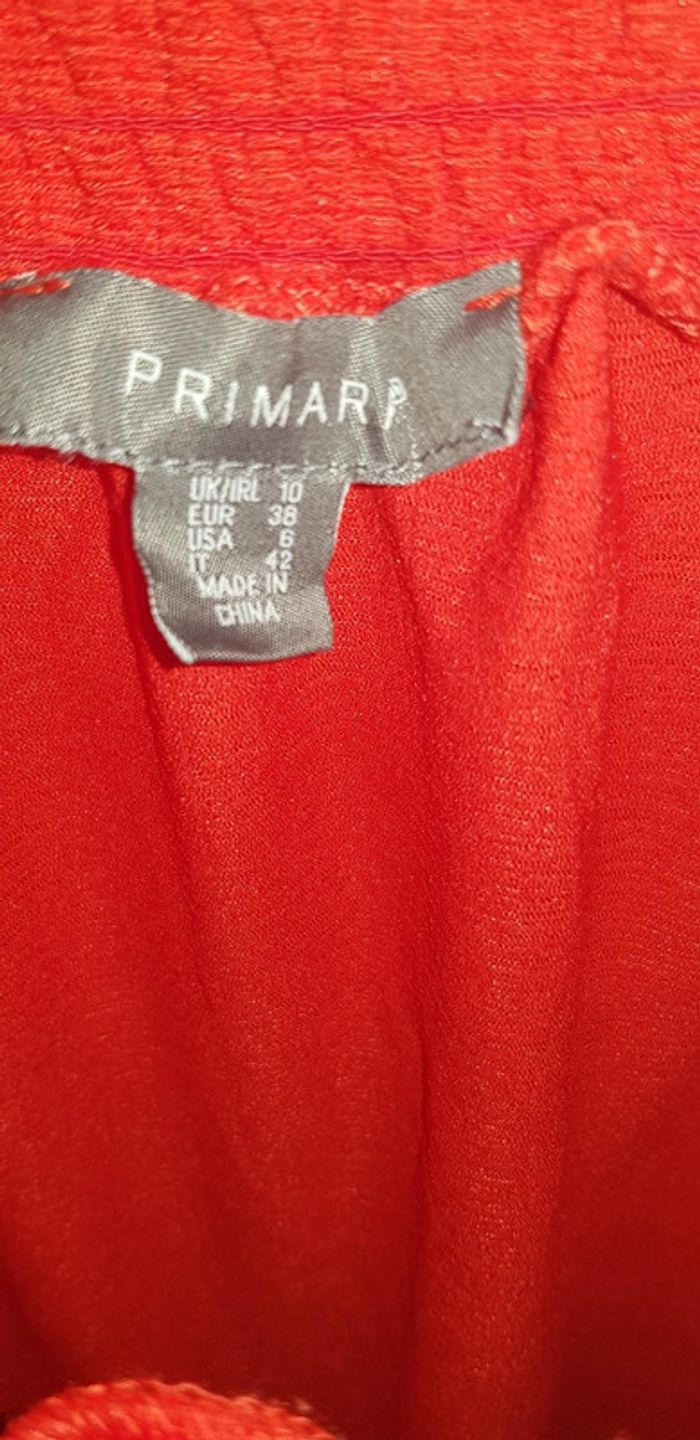 PRIMARK
UK/IRL 10
EUR 38
USA 6
IT 42
MADE IN
CHINA